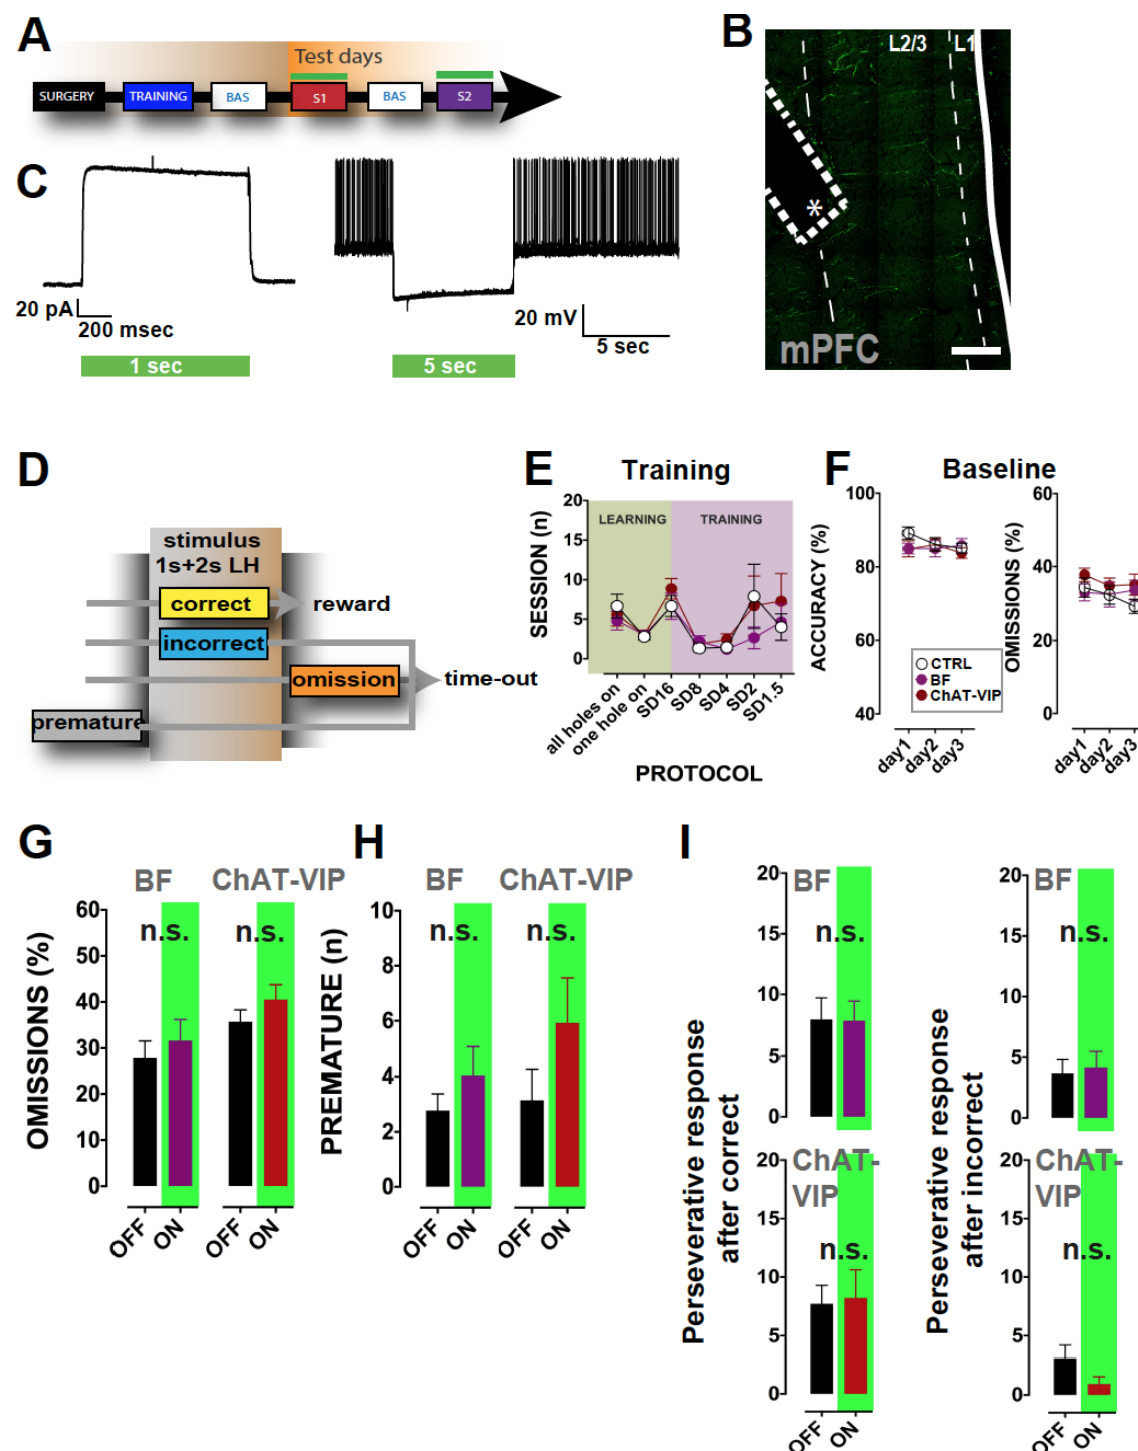 A
Test days
SURGERY
TRAINING
BAS
S1
BAS
S2
B
L2/3
L1
*
mPFC
C
20 pA
200 msec
1 sec
20 mV
5 sec
5 sec
D
stimulus
1s+2s LH
correct
reward
incorrect
omission
time-out
premature
E
Training
SESSION (n)
20
15
10
5
0
LEARNING
TRAINING
all holes on
one hole on
SD16
SD8
SD4
SD2
SD1.5
PROTOCOL
F
Baseline
ACCURACY (%)
100
80
60
40
day1
day2
day3
CTRL
BF
ChAT-VIP
OMISSIONS (%)
60
40
20
0
day1
day2
day3
G
BF
ChAT-VIP
OMISSIONS (%)
60
50
40
30
20
10
0
n.s.
n.s.
OFF
ON
OFF
ON
H
BF
ChAT-VIP
PREMATURE (n)
10
8
6
4
2
0
n.s.
n.s.
OFF
ON
OFF
ON
I
Perseverative response
after correct
20
15
10
5
0
BF
n.s.
20
15
10
5
0
ChAT-
VIP
n.s.
OFF
ON
Perseverative response
after incorrect
20
15
10
5
0
BF
n.s.
20
15
10
5
0
ChAT-
VIP
n.s.
OFF
ON